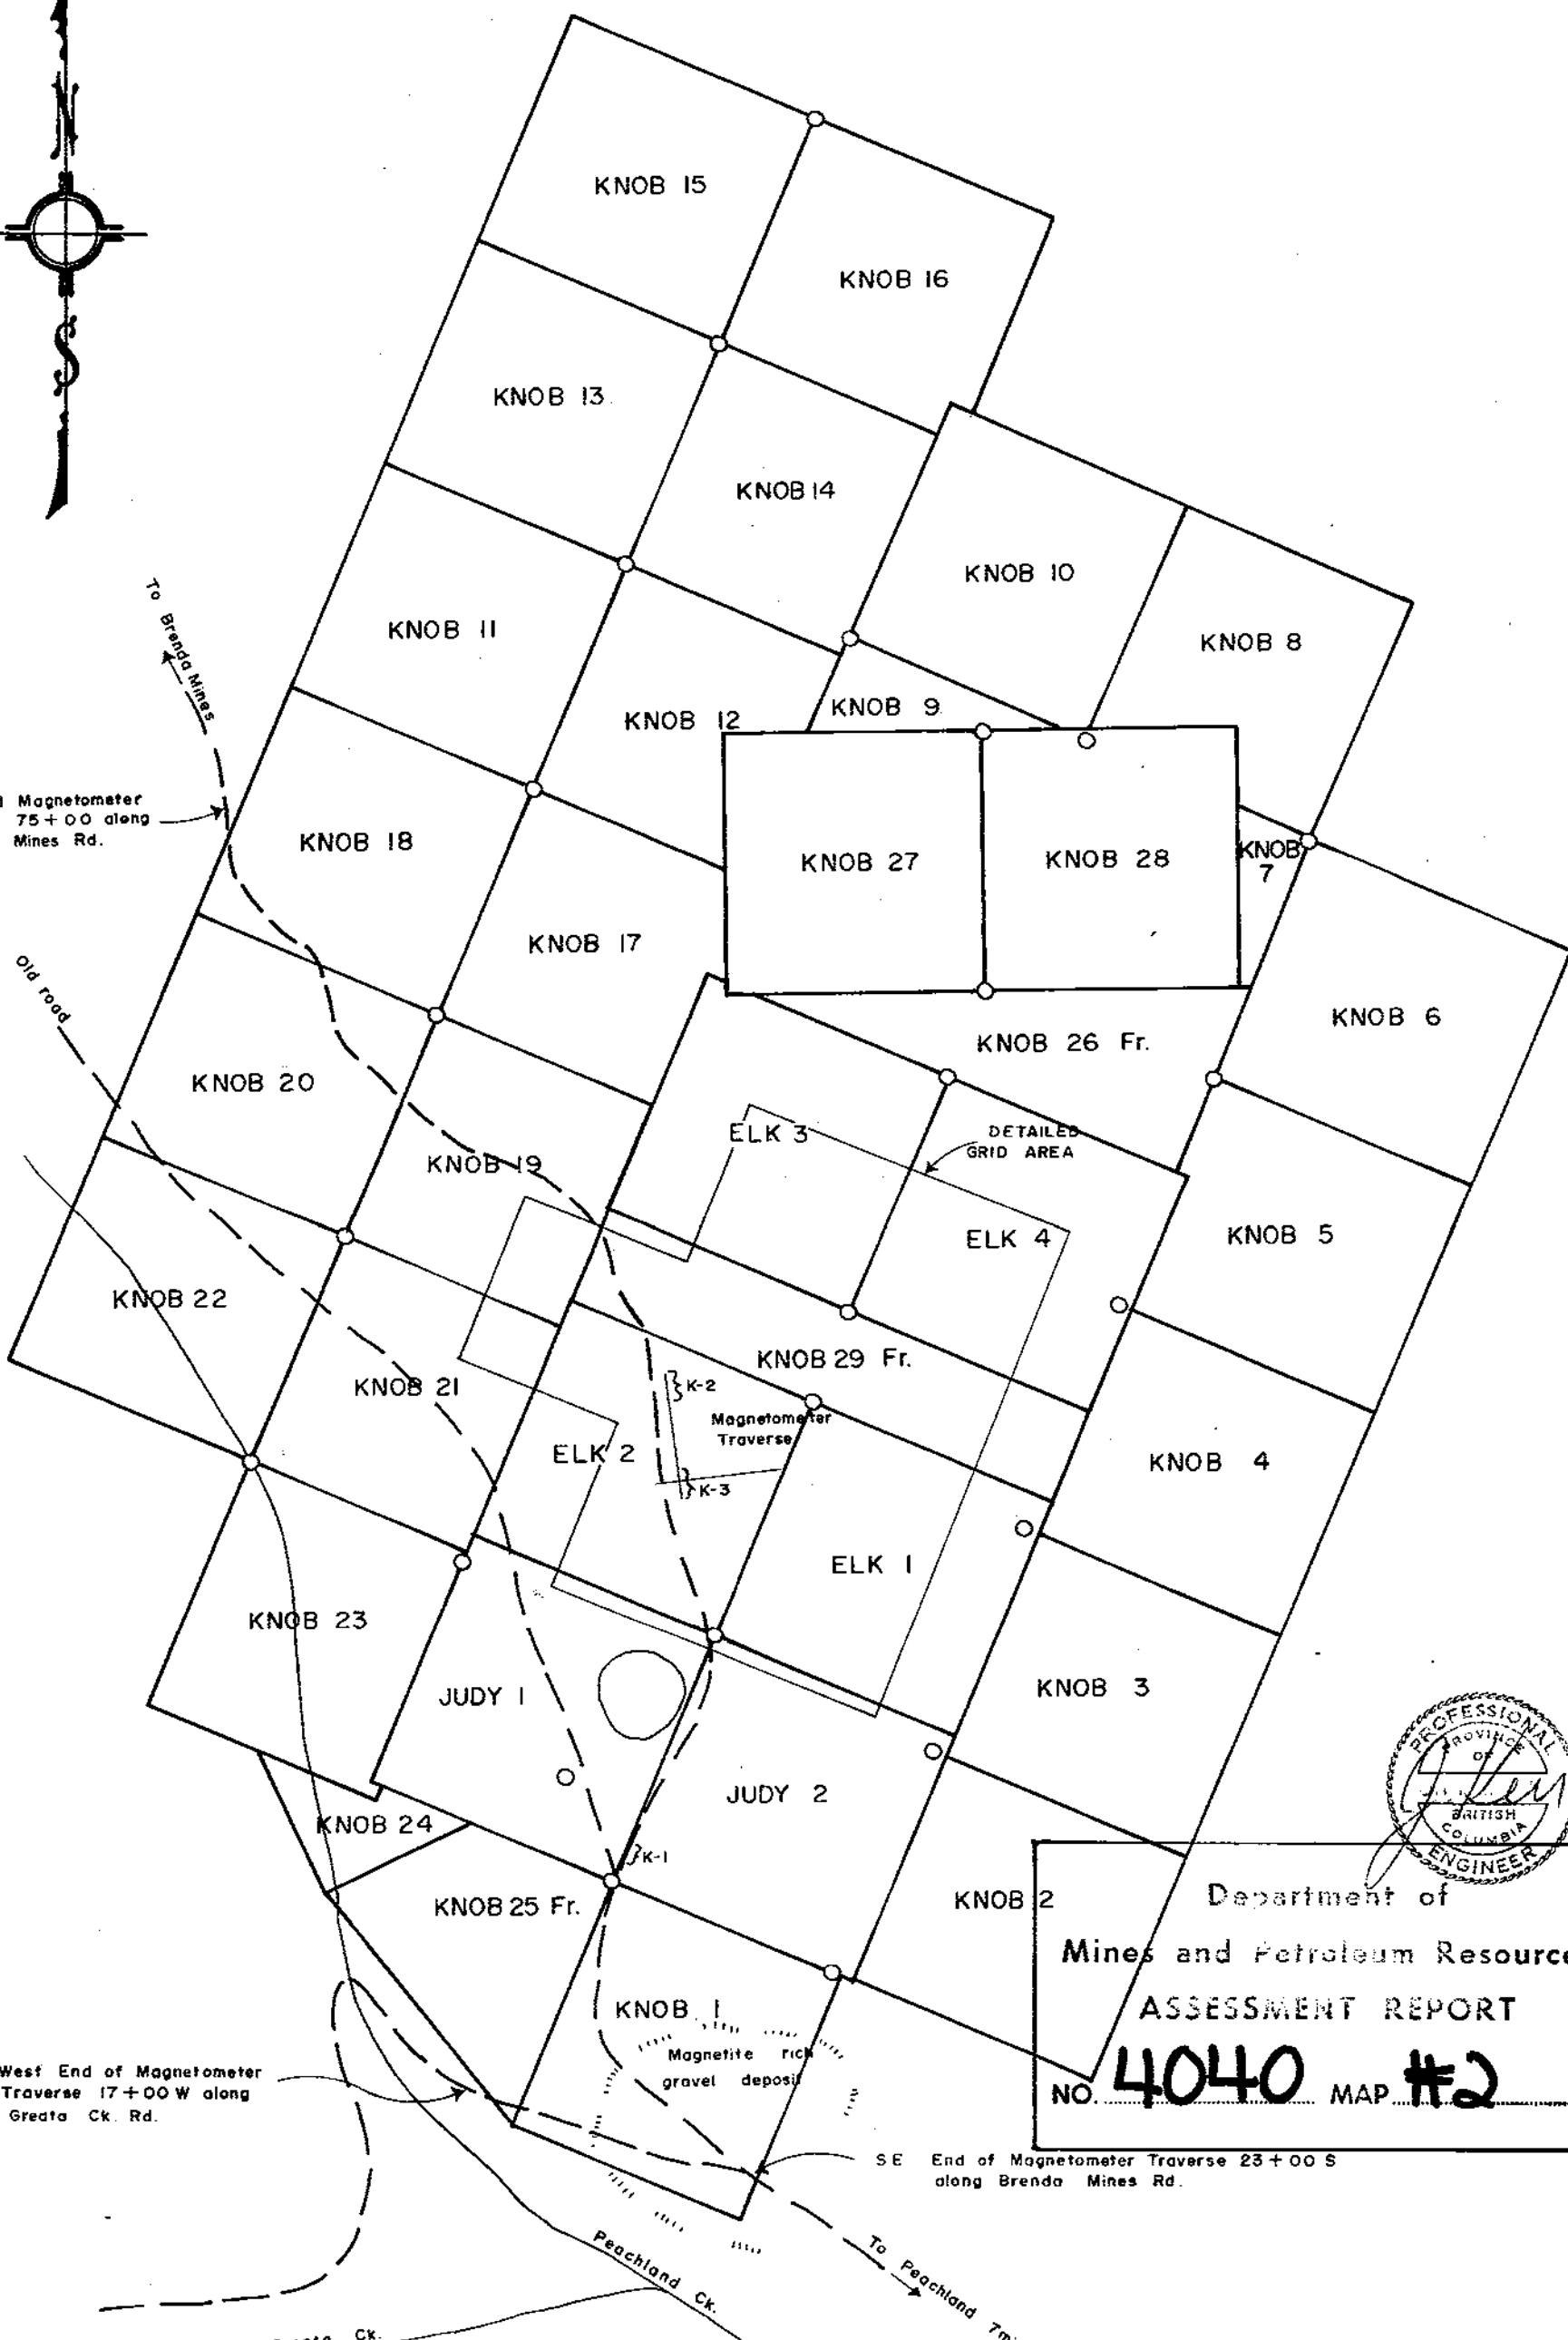 N
S
KNOB 15
KNOB 16
KNOB 13
KNOB 14
KNOB 10
KNOB 11
KNOB 8
To Brenda Mines
KNOB 9
KNOB 12
Magnetometer
75+00 along
Mines Rd.
KNOB 18
KNOB 27
KNOB 28
KNOB
7
KNOB 17
Old road
KNOB 6
KNOB 26 Fr.
KNOB 20
ELK 3
DETAILED
GRID AREA
KNOB 19
ELK 4
KNOB 5
KNOB 22
KNOB 29 Fr.
K-2
KNOB 21
Magnetometer
Traverse
ELK 2
KNOB 4
K-3
ELK 1
KNOB 23
KNOB 3
JUDY 1
JUDY 2
PROFESSIONAL
PROVINCE
OF
BRITISH
COLUMBIA
ENGINEER
KNOB 24
K-1
KNOB 25 Fr.
KNOB 2
Department of
Mines and Petroleum Resource
ASSESSMENT REPORT
NO. 4040 MAP #2
KNOB 1
Magnetite rich
gravel deposit
West End of Magnetometer
Traverse 17+00 W along
Greata Ck. Rd.
SE End of Magnetometer Traverse 23+00 S
along Brenda Mines Rd.
Peachland Ck.
To Peachland
Ck.